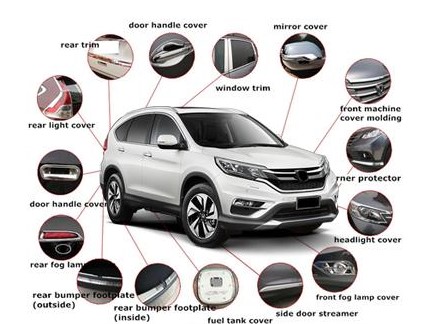 door handle cover
mirror cover
rear trim
window trim
front machine
cover molding
rear light cover
rner protector
door handle cover
headlight cover
rear fog lamp
front fog lamp cover
rear bumper footplate
(outside)
rear bumper footplate
(inside)
side door streamer
fuel tank cover